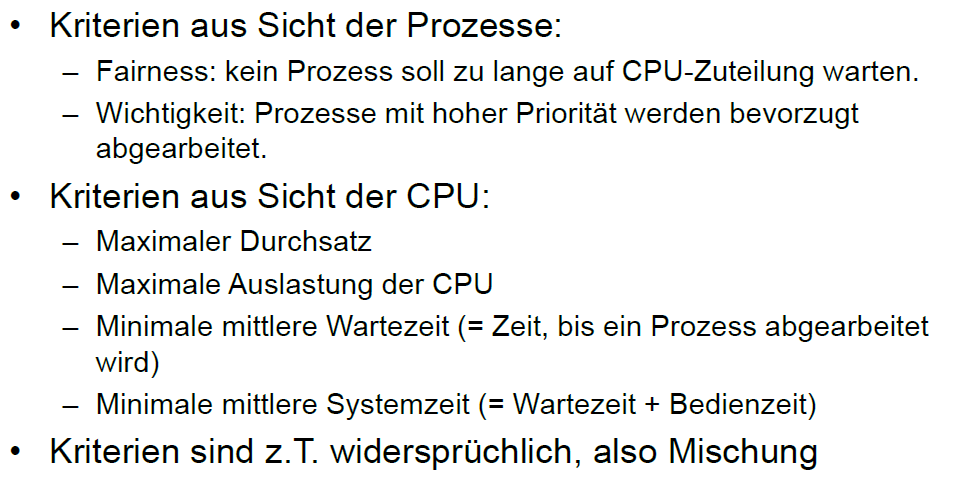 • Kriterien aus Sicht der Prozesse:
– Fairness: kein Prozess soll zu lange auf CPU-Zuteilung warten.
– Wichtigkeit: Prozesse mit hoher Priorität werden bevorzugt
abgearbeitet.
• Kriterien aus Sicht der CPU:
– Maximaler Durchsatz
– Maximale Auslastung der CPU
– Minimale mittlere Wartezeit (= Zeit, bis ein Prozess abgearbeitet
wird)
– Minimale mittlere Systemzeit (= Wartezeit + Bedienzeit)
• Kriterien sind z.T. widersprüchlich, also Mischung